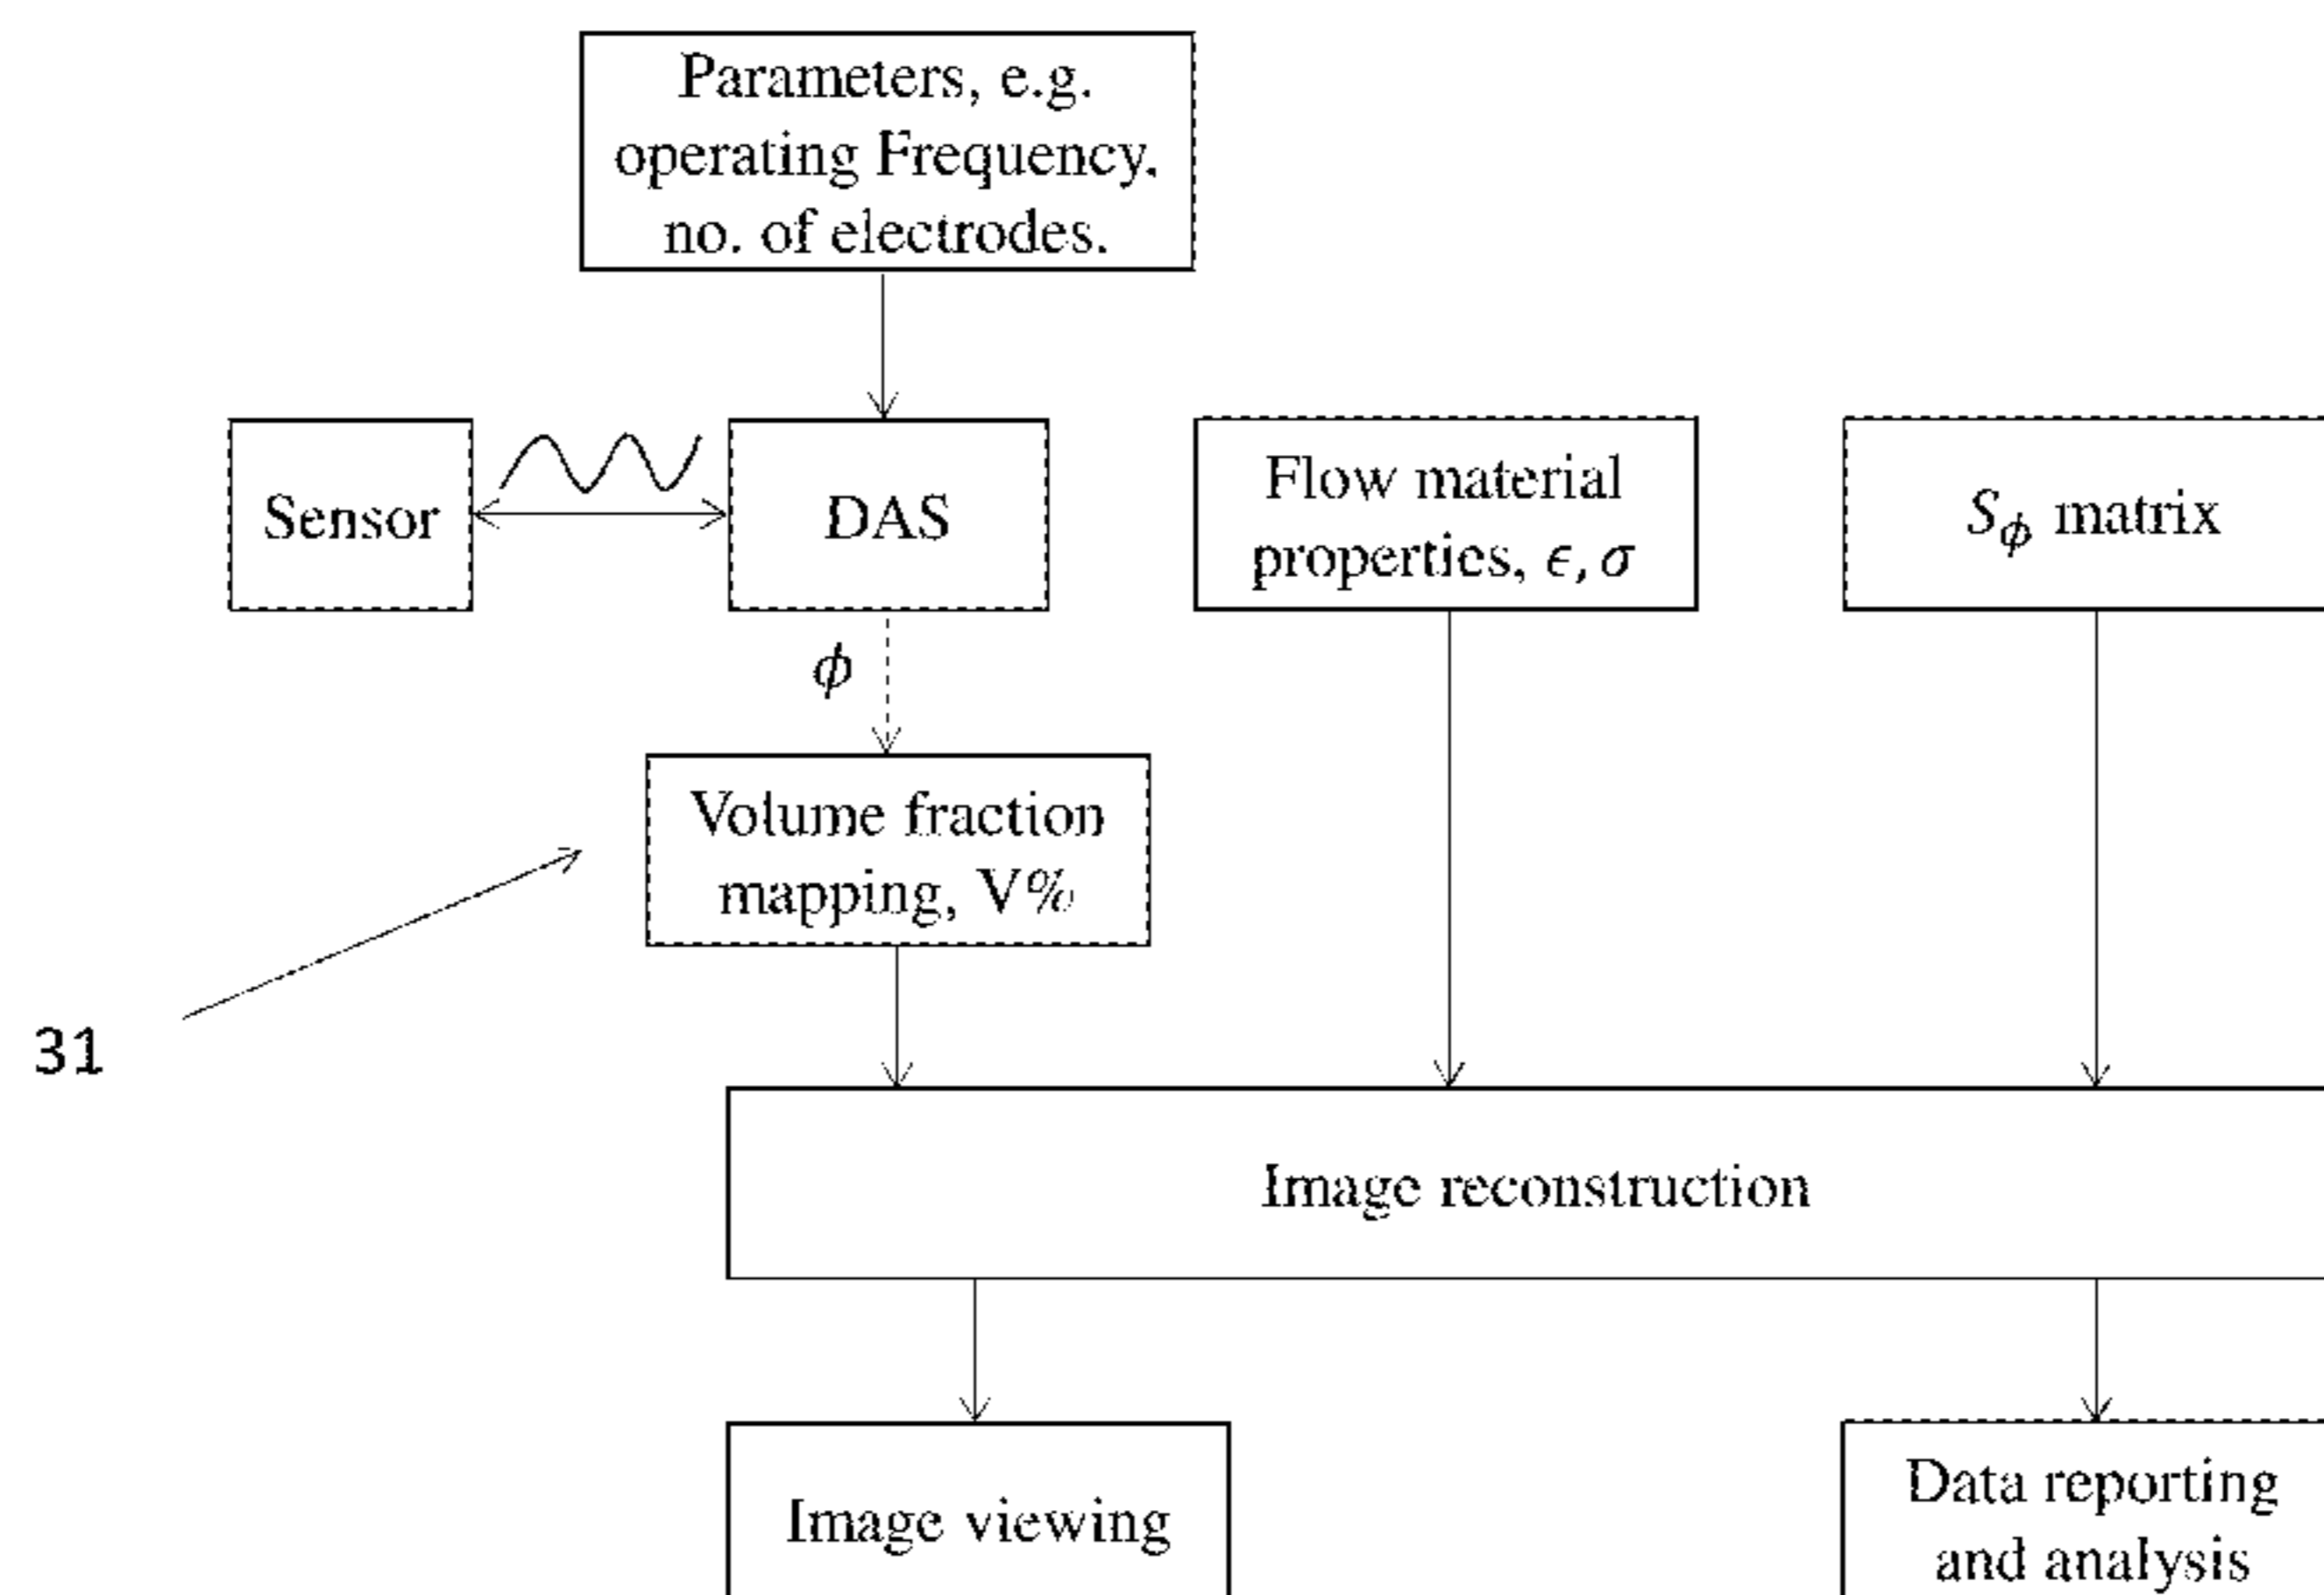 Parameters, e.g.
operating Frequency,
no. of electrodes.
Sensor
DAS
Flow material
properties, ϵ, σ
S_ϕ matrix
ϕ
Volume fraction
mapping, V%
31
Image reconstruction
Image viewing
Data reporting
and analysis